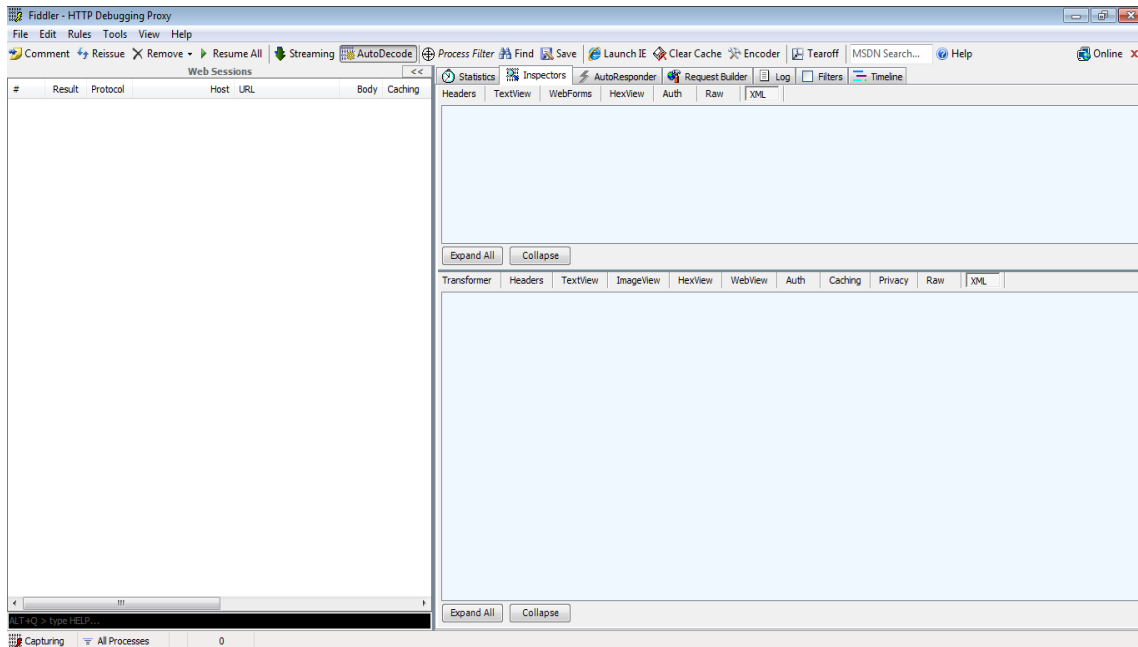 Fiddler - HTTP Debugging Proxy
File Edit Rules Tools View Help
Comment Reissue Remove Resume All Streaming AutoDecode Process Filter Find Save Launch IE Clear Cache Encoder Tearoff MSDN Search... Help Online X
Web Sessions <<
# Result Protocol Host URL Body Caching
Statistics Inspectors AutoResponder Request Builder Log Filters Timeline
Headers TextView WebForms HexView Auth Raw XML
Expand All Collapse
Transformer Headers TextView ImageView HexView WebView Auth Caching Privacy Raw XML
Expand All Collapse
ALT+Q > type HELP...
Capturing All Processes 0